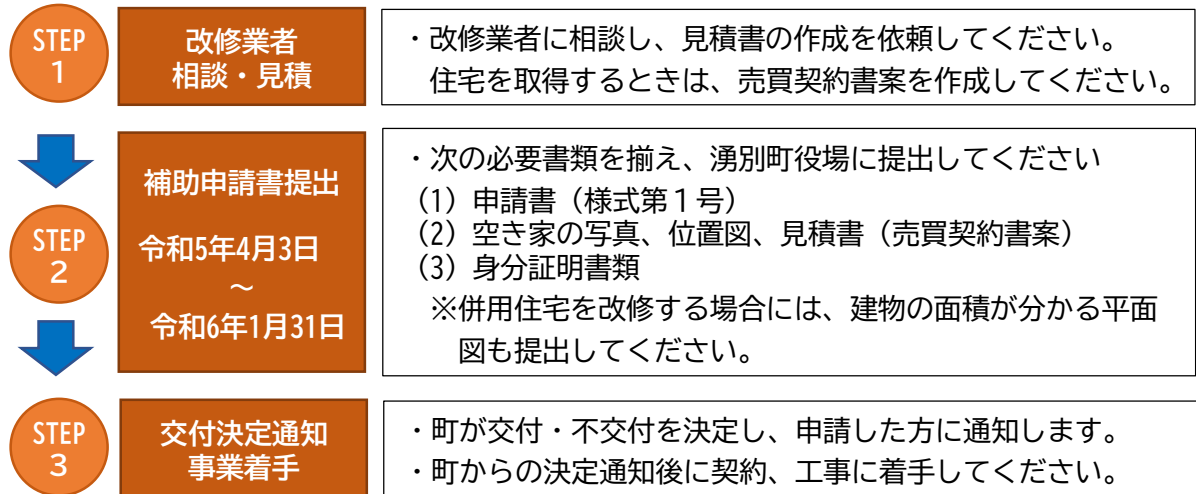 STEP
1
改修業者
相談・見積
・改修業者に相談し、見積書の作成を依頼してください。
住宅を取得するときは、売買契約書案を作成してください。
STEP
2
補助申請書提出
令和5年4月3日
～
令和6年1月31日
・次の必要書類を揃え、湧別町役場に提出してください
(1) 申請書（様式第１号）
(2) 空き家の写真、位置図、見積書（売買契約書案）
(3) 身分証明書類
※併用住宅を改修する場合には、建物の面積が分かる平面
図も提出してください。
STEP
3
交付決定通知
事業着手
・町が交付・不交付を決定し、申請した方に通知します。
・町からの決定通知後に契約、工事に着手してください。